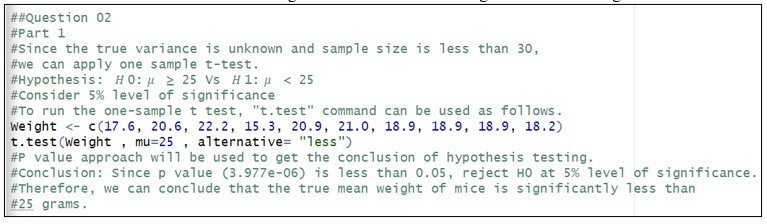 ##Question 02
#Part 1
#Since the true variance is unknown and sample size is less than 30,
#we can apply one sample t-test.
#Hypothesis: H0: μ ≥ 25 Vs H1: μ < 25
#Consider 5% level of significance
#To run the one-sample t test, "t.test" command can be used as follows.
Weight <- c(17.6, 20.6, 22.2, 15.3, 20.9, 21.0, 18.9, 18.9, 18.9, 18.2)
t.test(Weight , mu=25 , alternative= "less")
#P value approach will be used to get the conclusion of hypothesis testing.
#Conclusion: Since p value (3.977e-06) is less than 0.05, reject H0 at 5% level of significance.
#Therefore, we can conclude that the true mean weight of mice is significantly less than
#25 grams.